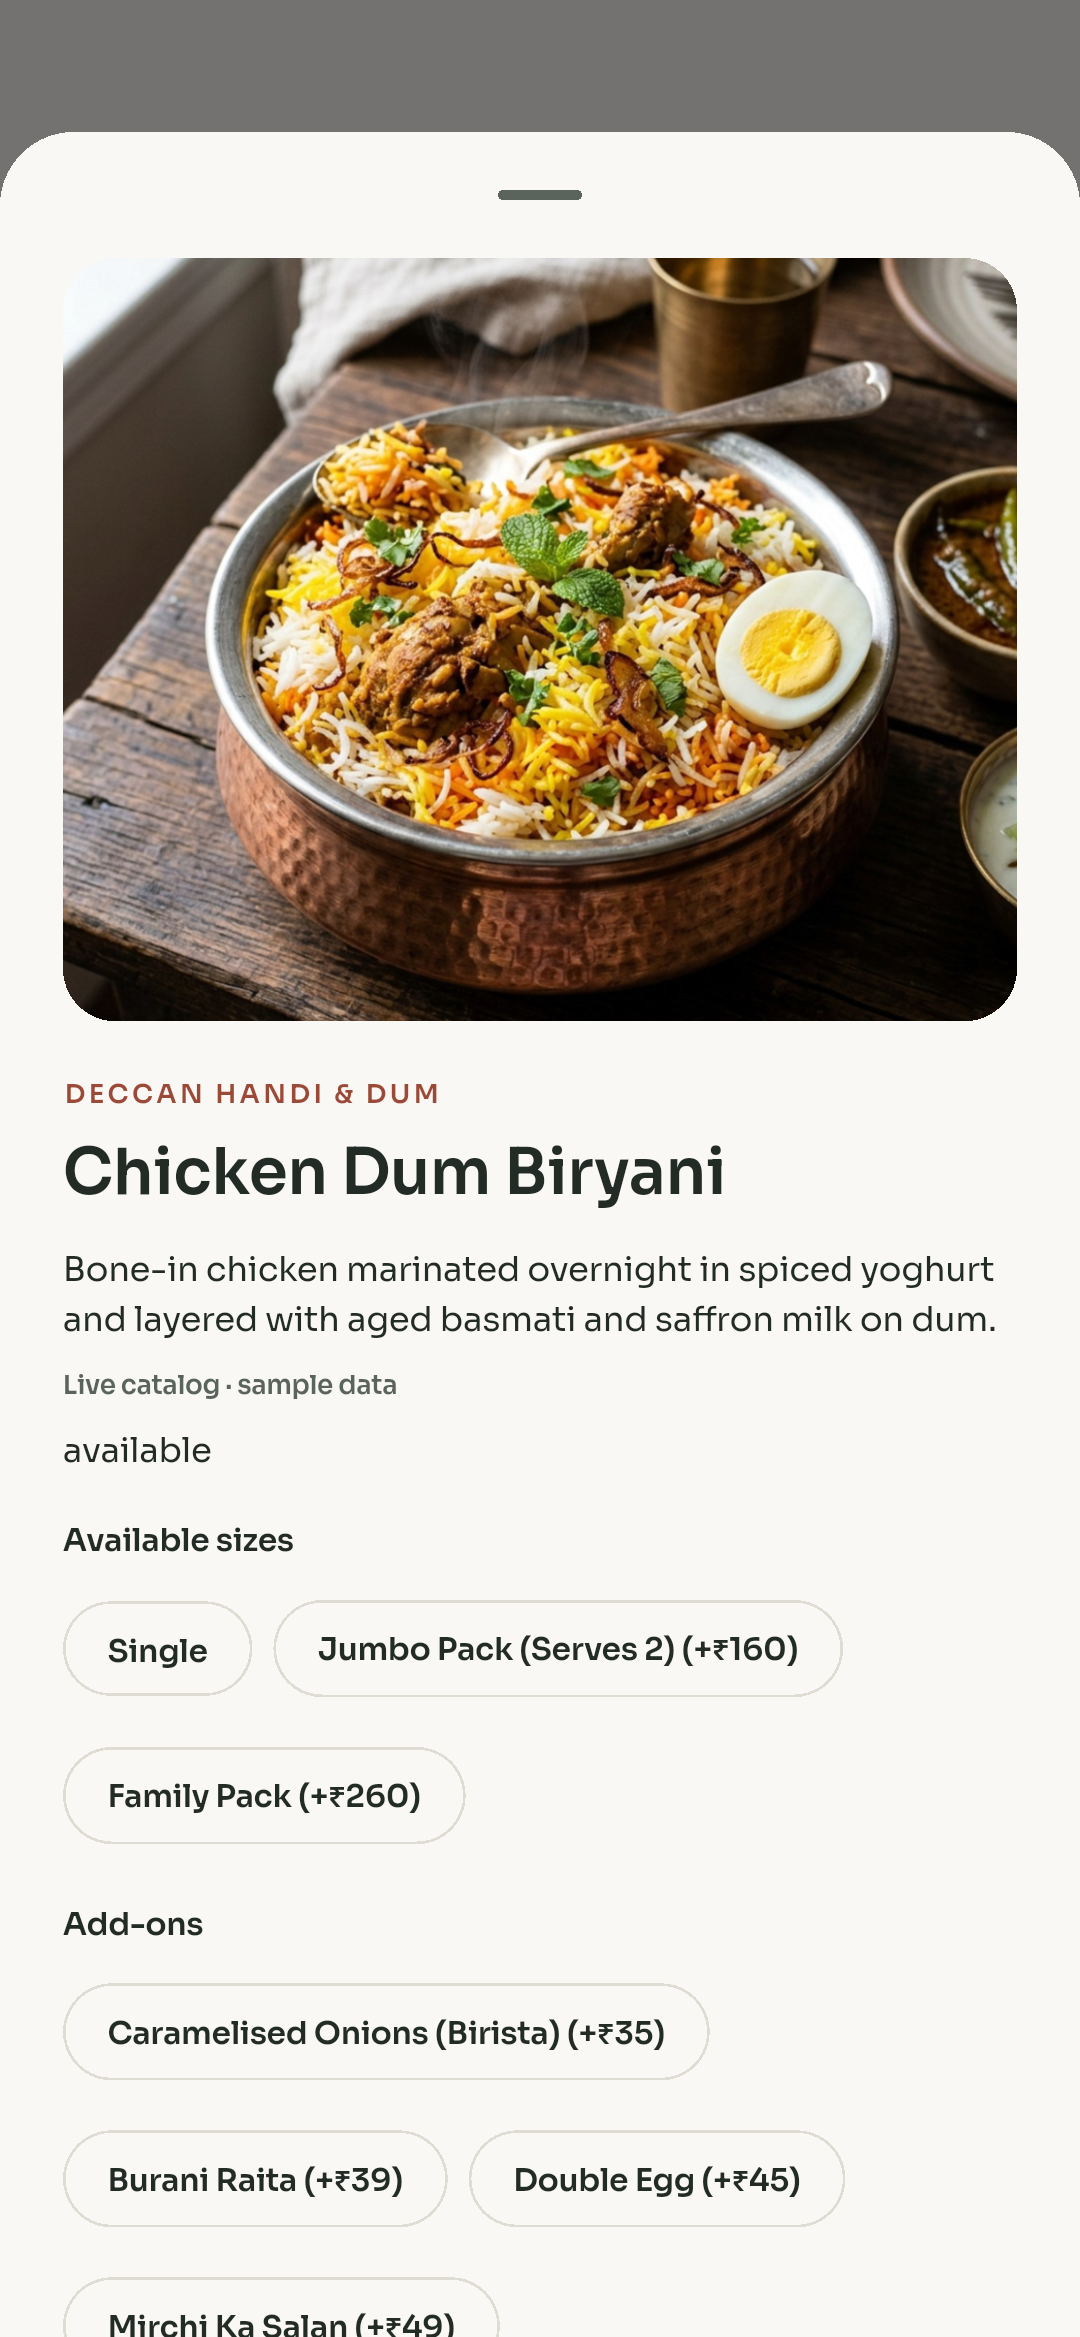 DECCAN HANDI & DUM
Chicken Dum Biryani
Bone-in chicken marinated overnight in spiced yoghurt
and layered with aged basmati and saffron milk on dum.
Live catalog · sample data
available
Available sizes
Single
Jumbo Pack (Serves 2) (+₹160)
Family Pack (+₹260)
Add-ons
Caramelised Onions (Birista) (+₹35)
Burani Raita (+₹39)
Double Egg (+₹45)
Mirchi Ka Salan (+₹49)